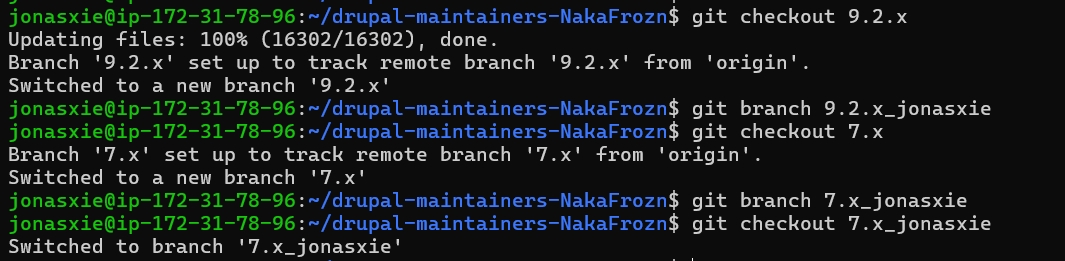 jonasxie@ip-172-31-78-96:~/drupal-maintainers-NakaFrozn$ git checkout 9.2.x
Updating files: 100% (16302/16302), done.
Branch '9.2.x' set up to track remote branch '9.2.x' from 'origin'.
Switched to a new branch '9.2.x'
jonasxie@ip-172-31-78-96:~/drupal-maintainers-NakaFrozn$ git branch 9.2.x_jonasxie
jonasxie@ip-172-31-78-96:~/drupal-maintainers-NakaFrozn$ git checkout 7.x
Branch '7.x' set up to track remote branch '7.x' from 'origin'.
Switched to a new branch '7.x'
jonasxie@ip-172-31-78-96:~/drupal-maintainers-NakaFrozn$ git branch 7.x_jonasxie
jonasxie@ip-172-31-78-96:~/drupal-maintainers-NakaFrozn$ git checkout 7.x_jonasxie
Switched to branch '7.x_jonasxie'